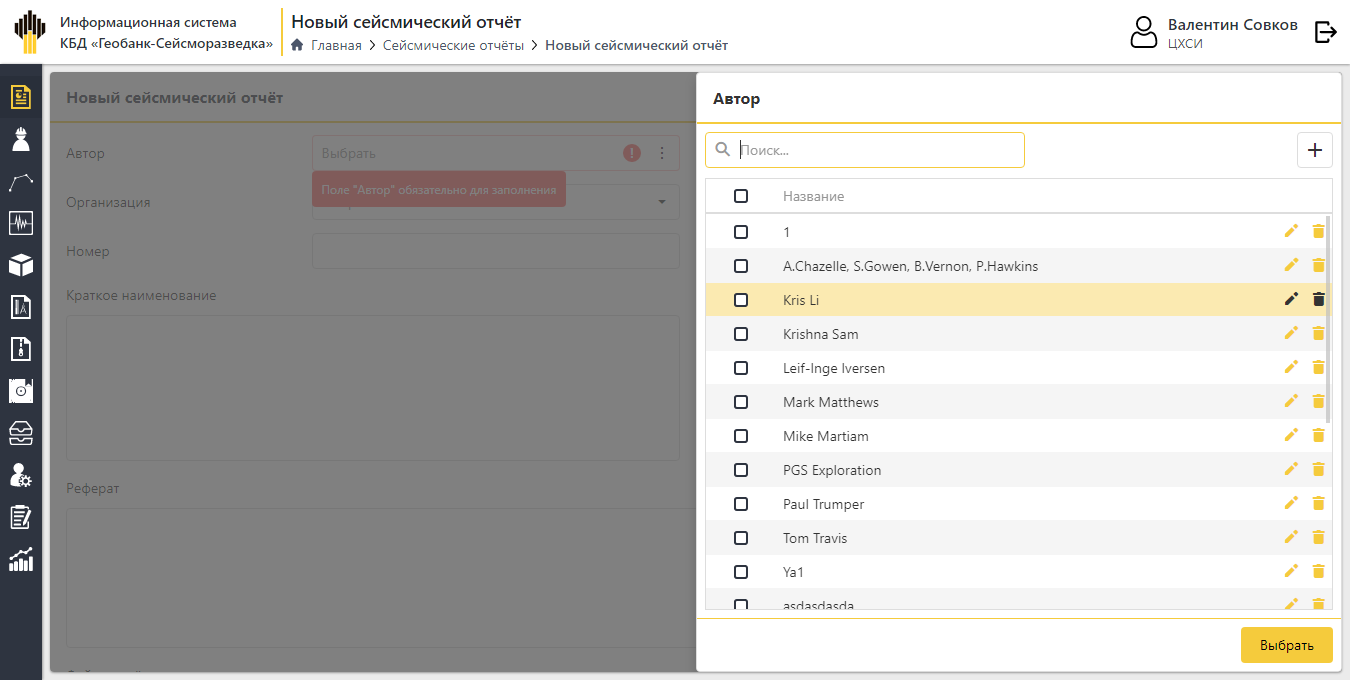 Информационная система
КБД «Геобанк-Сейсморазведка»
Новый сейсмический отчёт
Главная > Сейсмические отчёты > Новый сейсмический отчёт
Валентин Совков
ЦХСИ
Новый сейсмический отчёт
Автор
Выбрать
Поле "Автор" обязательно для заполнения
Организация
Номер
Краткое наименование
Реферат
Автор
Поиск...
Название
1
A.Chazelle, S.Gowen, B.Vernon, P.Hawkins
Kris Li
Krishna Sam
Leif-Inge Iversen
Mark Matthews
Mike Martiam
PGS Exploration
Paul Trumper
Tom Travis
Ya1
asdasdasda
Выбрать